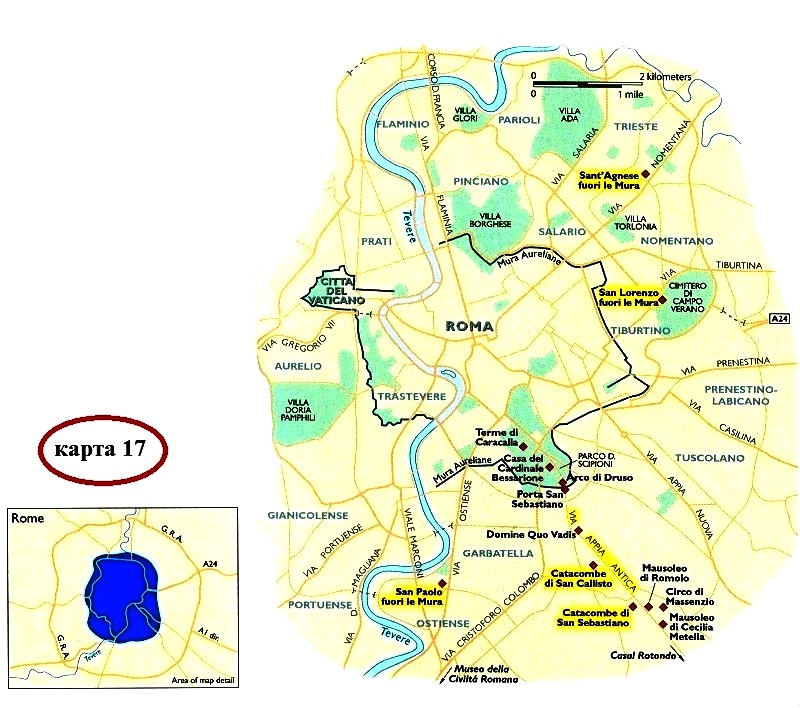 CORSO D. FRANCIA
0
2 kilometers
0
1 mile
VILLA
GLORI
PARIOLI
VILLA
ADA
TRIESTE
FLAMINIO
VIA
SALARIA
VIA
NOMENTANA
VIA
Sant'Agnese
fuori le Mura
PINCIANO
FLAMINIA
Tevere
VILLA
BORGHESE
SALARIO
VILLA
TORLONIA
NOMENTANO
PRATI
Mura Aureliane
VIA
TIBURTINA
CITTÀ
DEL
VATICANO
San Lorenzo
fuori le Mura
CIMITERO
DI
CAMPO
VERANO
A24
ROMA
TIBURTINO
VIA GREGORIO VII
AURELIO
VIA
PRENESTINA
TRASTEVERE
PRENESTINO-
LABICANO
VILLA
DORIA
PAMPHILI
VIA
CASILINA
карта 17
Terme di
Caracalla
Casa del
Cardinale
Bessarione
PARCO D.
SCIPIONI
TUSCOLANO
Mura Aureliane
Arco di Druso
Porta San
Sebastiano
VIA
APPIA
NUOVA
GIANICOLENSE
VIALE MARCONI
OSTIENSE
VIA
Domine Quo Vadis
VIA
APPIA
ANTICA
VIA PORTUENSE
GARBATELLA
VIA D. MAGLIANA
Catacombe
di San Callisto
Mausoleo
di Romolo
San Paolo
fuori le Mura
Circo di
Massenzio
PORTUENSE
Catacombe di
San Sebastiano
Mausoleo
di Cecilia
Metella
OSTIENSE
VIA CRISTOFORO COLOMBO
Tevere
Casal Rotondo
Museo della
Civiltá Romana
Rome
G.R.A.
A24
A1 dir.
G.R.A.
Tevere
Area of map detail